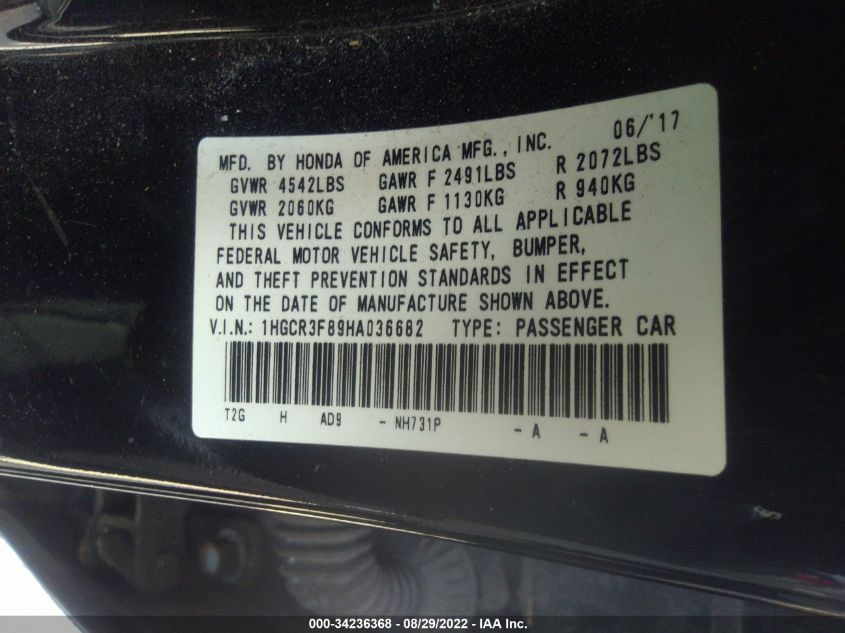 06/'17
MFD. BY HONDA OF AMERICA MFG., INC.
GVWR 4542LBS GAWR F 2491LBS R 2072LBS
GVWR 2060KG GAWR F 1130KG R 940KG
THIS VEHICLE CONFORMS TO ALL APPLICABLE
FEDERAL MOTOR VEHICLE SAFETY, BUMPER,
AND THEFT PREVENTION STANDARDS IN EFFECT
ON THE DATE OF MANUFACTURE SHOWN ABOVE.
V.I.N.: 1HGCR3F89HA036682 TYPE: PASSENGER CAR
T2G H AD9 - NH731P - A - A
000-34236368 - 08/29/2022 - IAA Inc.